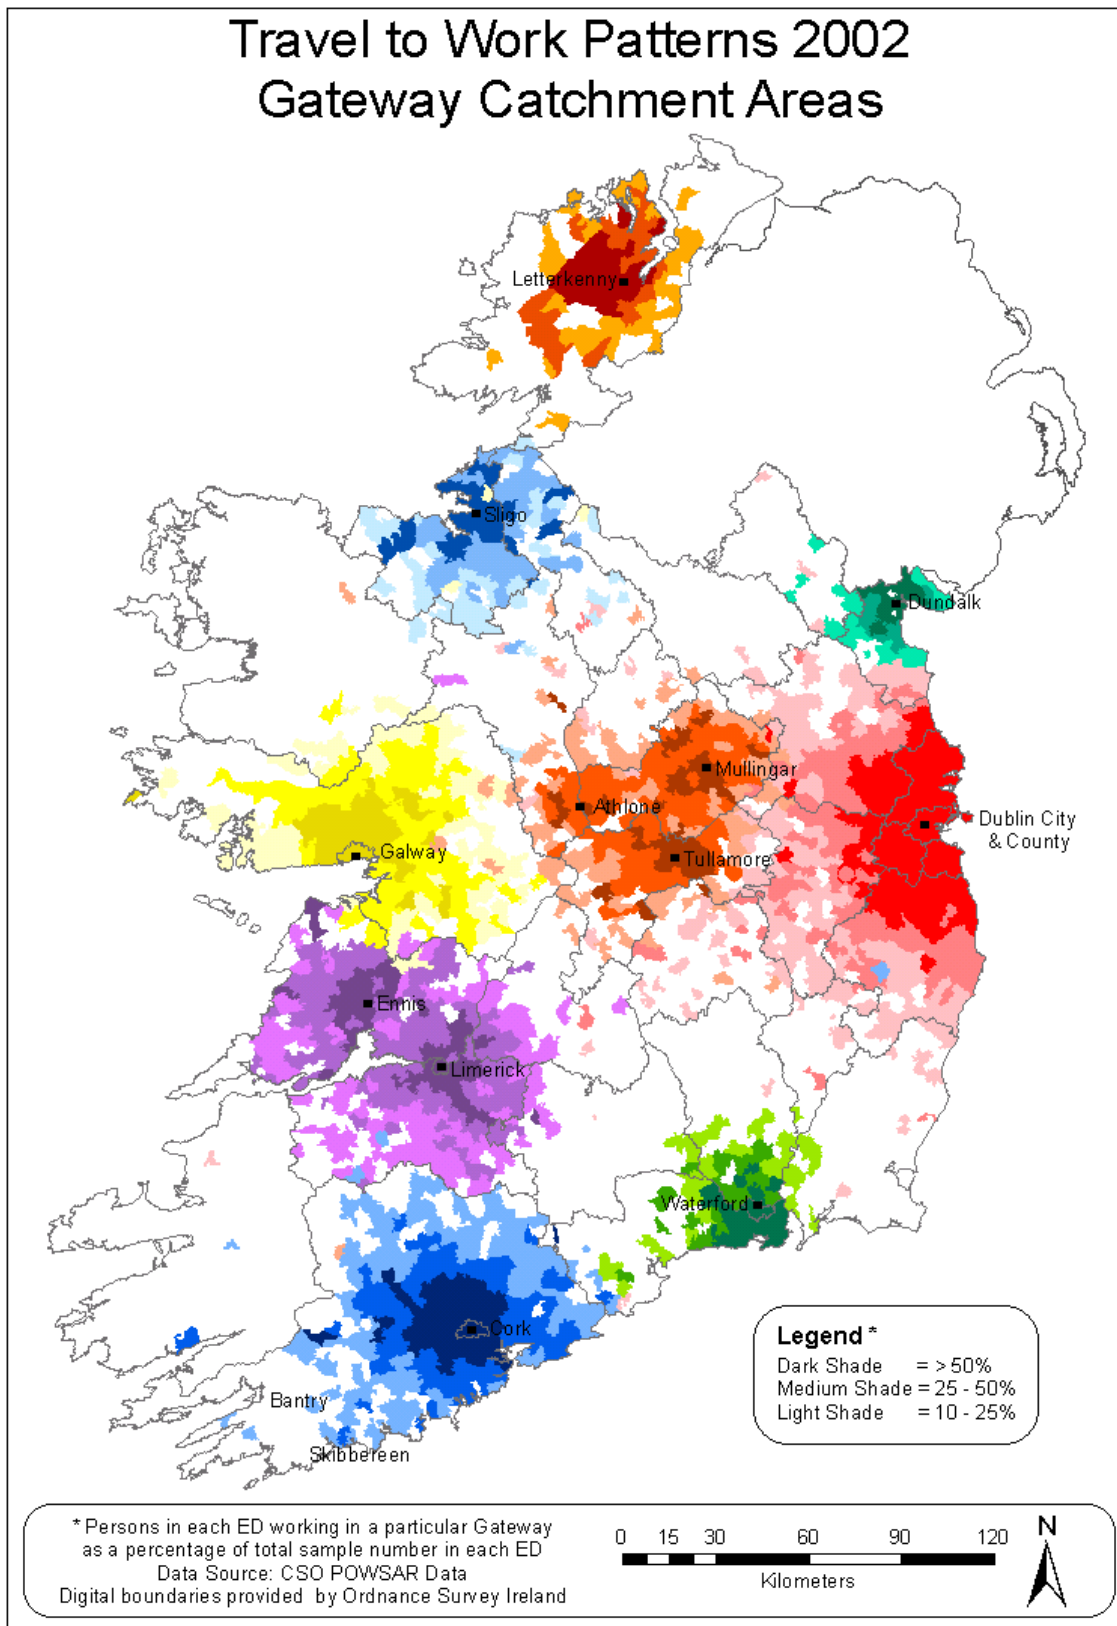 Travel to Work Patterns 2002
Gateway Catchment Areas
Letterkenny
Sligo
Dundalk
Mullingar
Athlone
Dublin City
& County
Galway
Tullamore
Ennis
Limerick
Waterford
Cork
Bantry
Skibbereen
Legend *
Dark Shade = > 50%
Medium Shade = 25 - 50%
Light Shade = 10 - 25%
* Persons in each ED working in a particular Gateway
as a percentage of total sample number in each ED
Data Source: CSO POWSAR Data
Digital boundaries provided by Ordnance Survey Ireland
0 15 30 60 90 120
Kilometers
N